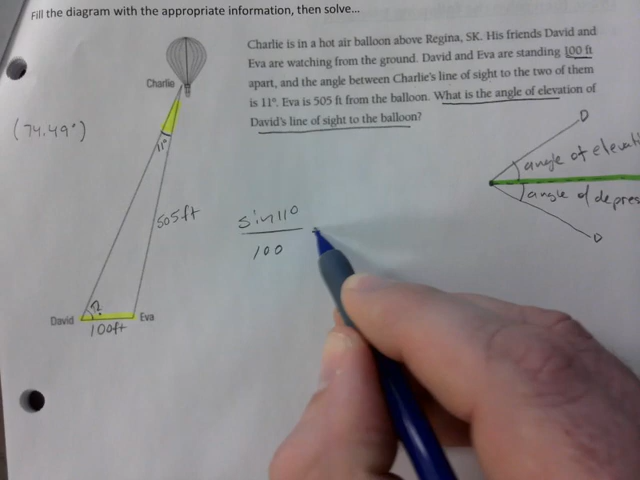 Fill the diagram with the appropriate information, then solve...
Charlie is in a hot air balloon above Regina, SK. His friends David and
Eva are watching from the ground. David and Eva are standing 100 ft
apart, and the angle between Charlie's line of sight to the two of them
is 11°. Eva is 505 ft from the balloon. What is the angle of elevation of
David's line of sight to the balloon?
Charlie
(74.49°)
11°
505ft
?
David
Eva
100ft
sin11°
100
angle of elevati
angle of depres